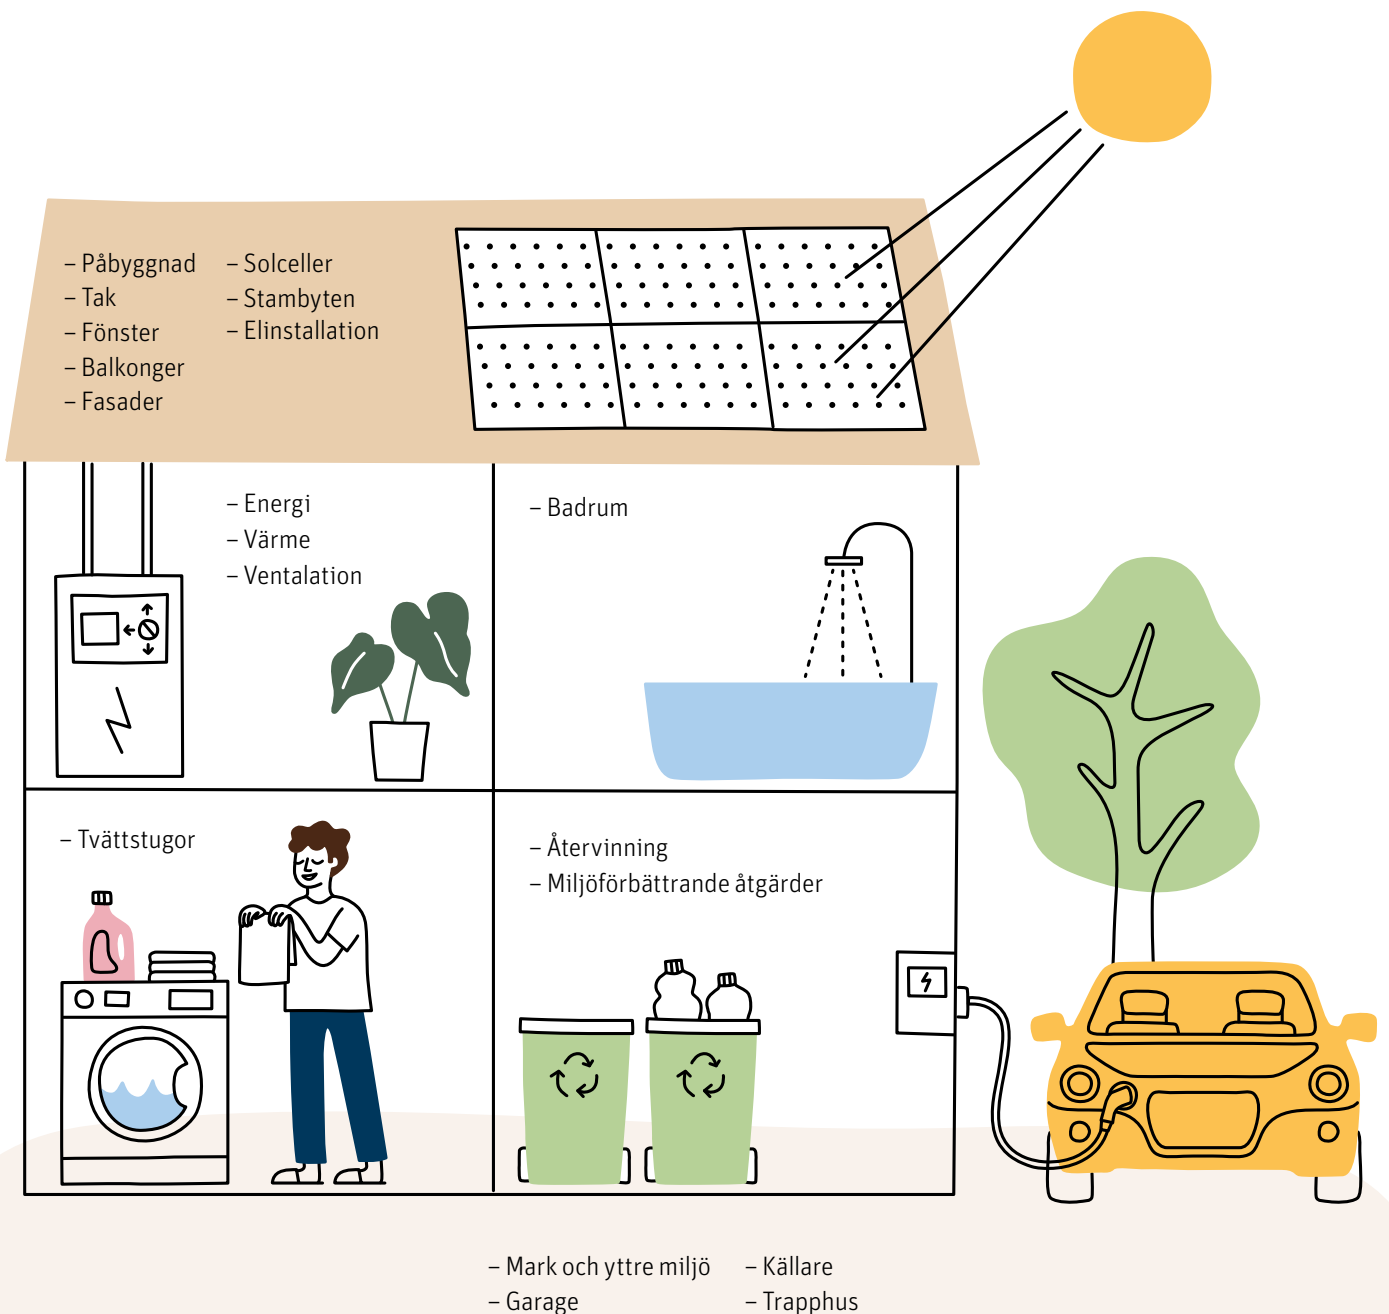 – Påbyggnad
– Tak
– Fönster
– Balkonger
– Fasader
– Solceller
– Stambyten
– Elinstallation
– Energi
– Värme
– Ventalation
– Badrum
– Tvättstugor
– Återvinning
– Miljöförbättrande åtgärder
– Mark och yttre miljö
– Garage
– Källare
– Trapphus